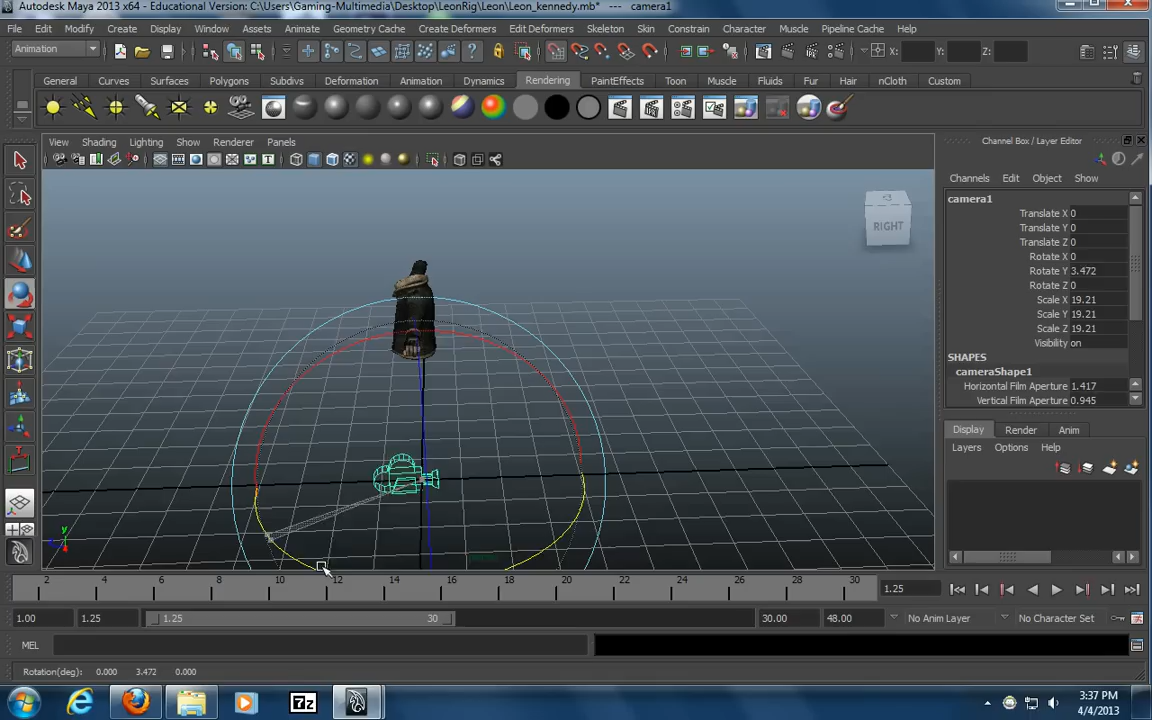 Autodesk Maya 2013 x64 - Educational Version: C:\Users\Gaming-Multimedia\Desktop\LeonRig\Leon\Leon_kennedy.mb* --- camera1
File Edit Modify Create Display Window Assets Animate Geometry Cache Create Deformers Edit Deformers Skeleton Skin Constrain Character Muscle Pipeline Cache Help
Animation X: Y: Z:
General Curves Surfaces Polygons Subdivs Deformation Animation Dynamics Rendering PaintEffects Toon Muscle Fluids Fur Hair nCloth Custom
View Shading Lighting Show Renderer Panels
Channel Box / Layer Editor
Channels Edit Object Show
camera1
Translate X 0
Translate Y 0
Translate Z 0
Rotate X 0
Rotate Y 3.472
Rotate Z 0
Scale X 19.21
Scale Y 19.21
Scale Z 19.21
Visibility on
SHAPES
cameraShape1
Horizontal Film Aperture 1.417
Vertical Film Aperture 0.945
RIGHT
Display Render Anim
Layers Options Help
y
2 4 6 8 10 12 14 16 18 20 22 24 26 28 30 1.25
1.00 1.25 1.25 30 30.00 48.00 No Anim Layer No Character Set
MEL
Rotation(deg): 0.000 3.472 0.000
7z
3:37 PM
4/4/2013